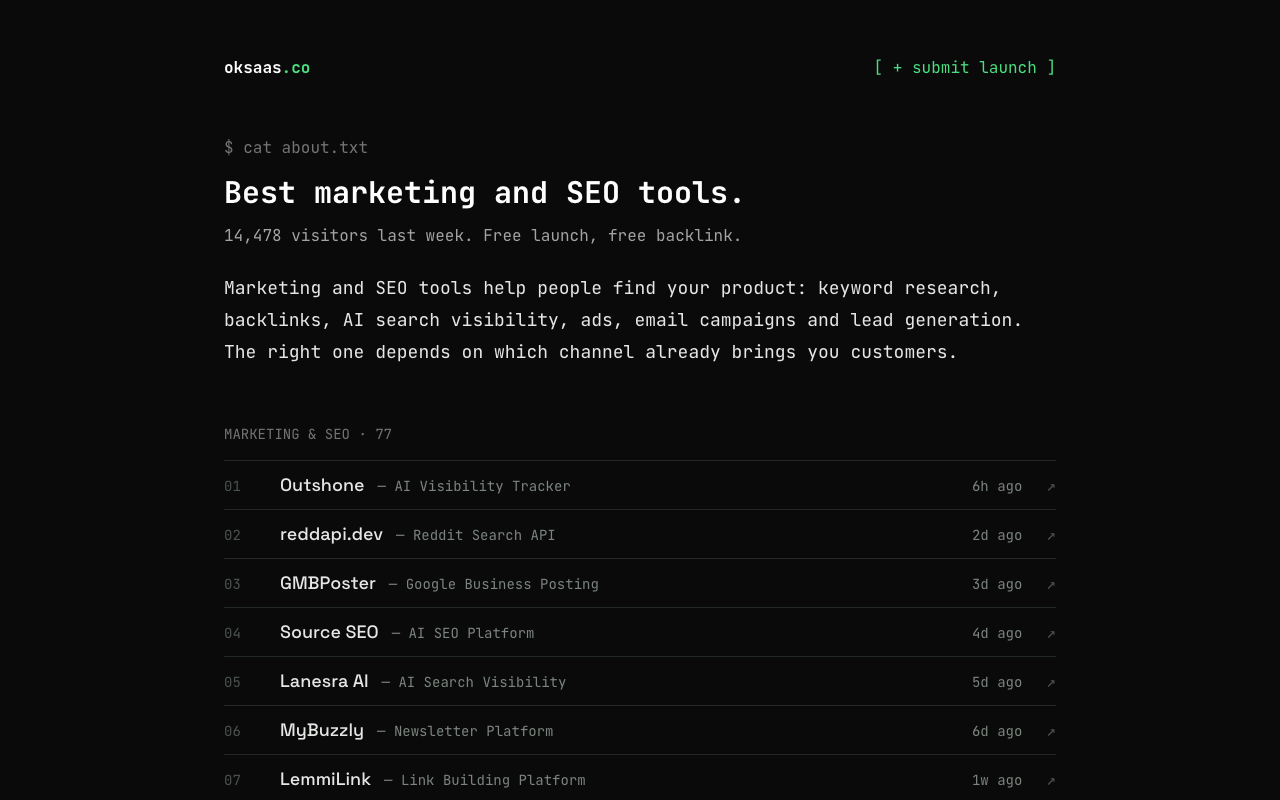 oksaas.co
[ + submit launch ]
$ cat about.txt
Best marketing and SEO tools.
14,478 visitors last week. Free launch, free backlink.
Marketing and SEO tools help people find your product: keyword research,
backlinks, AI search visibility, ads, email campaigns and lead generation.
The right one depends on which channel already brings you customers.
MARKETING & SEO · 77
01 Outshone — AI Visibility Tracker 6h ago ↗
02 reddapi.dev — Reddit Search API 2d ago ↗
03 GMBPoster — Google Business Posting 3d ago ↗
04 Source SEO — AI SEO Platform 4d ago ↗
05 Lanesra AI — AI Search Visibility 5d ago ↗
06 MyBuzzly — Newsletter Platform 6d ago ↗
07 LemmiLink — Link Building Platform 1w ago ↗